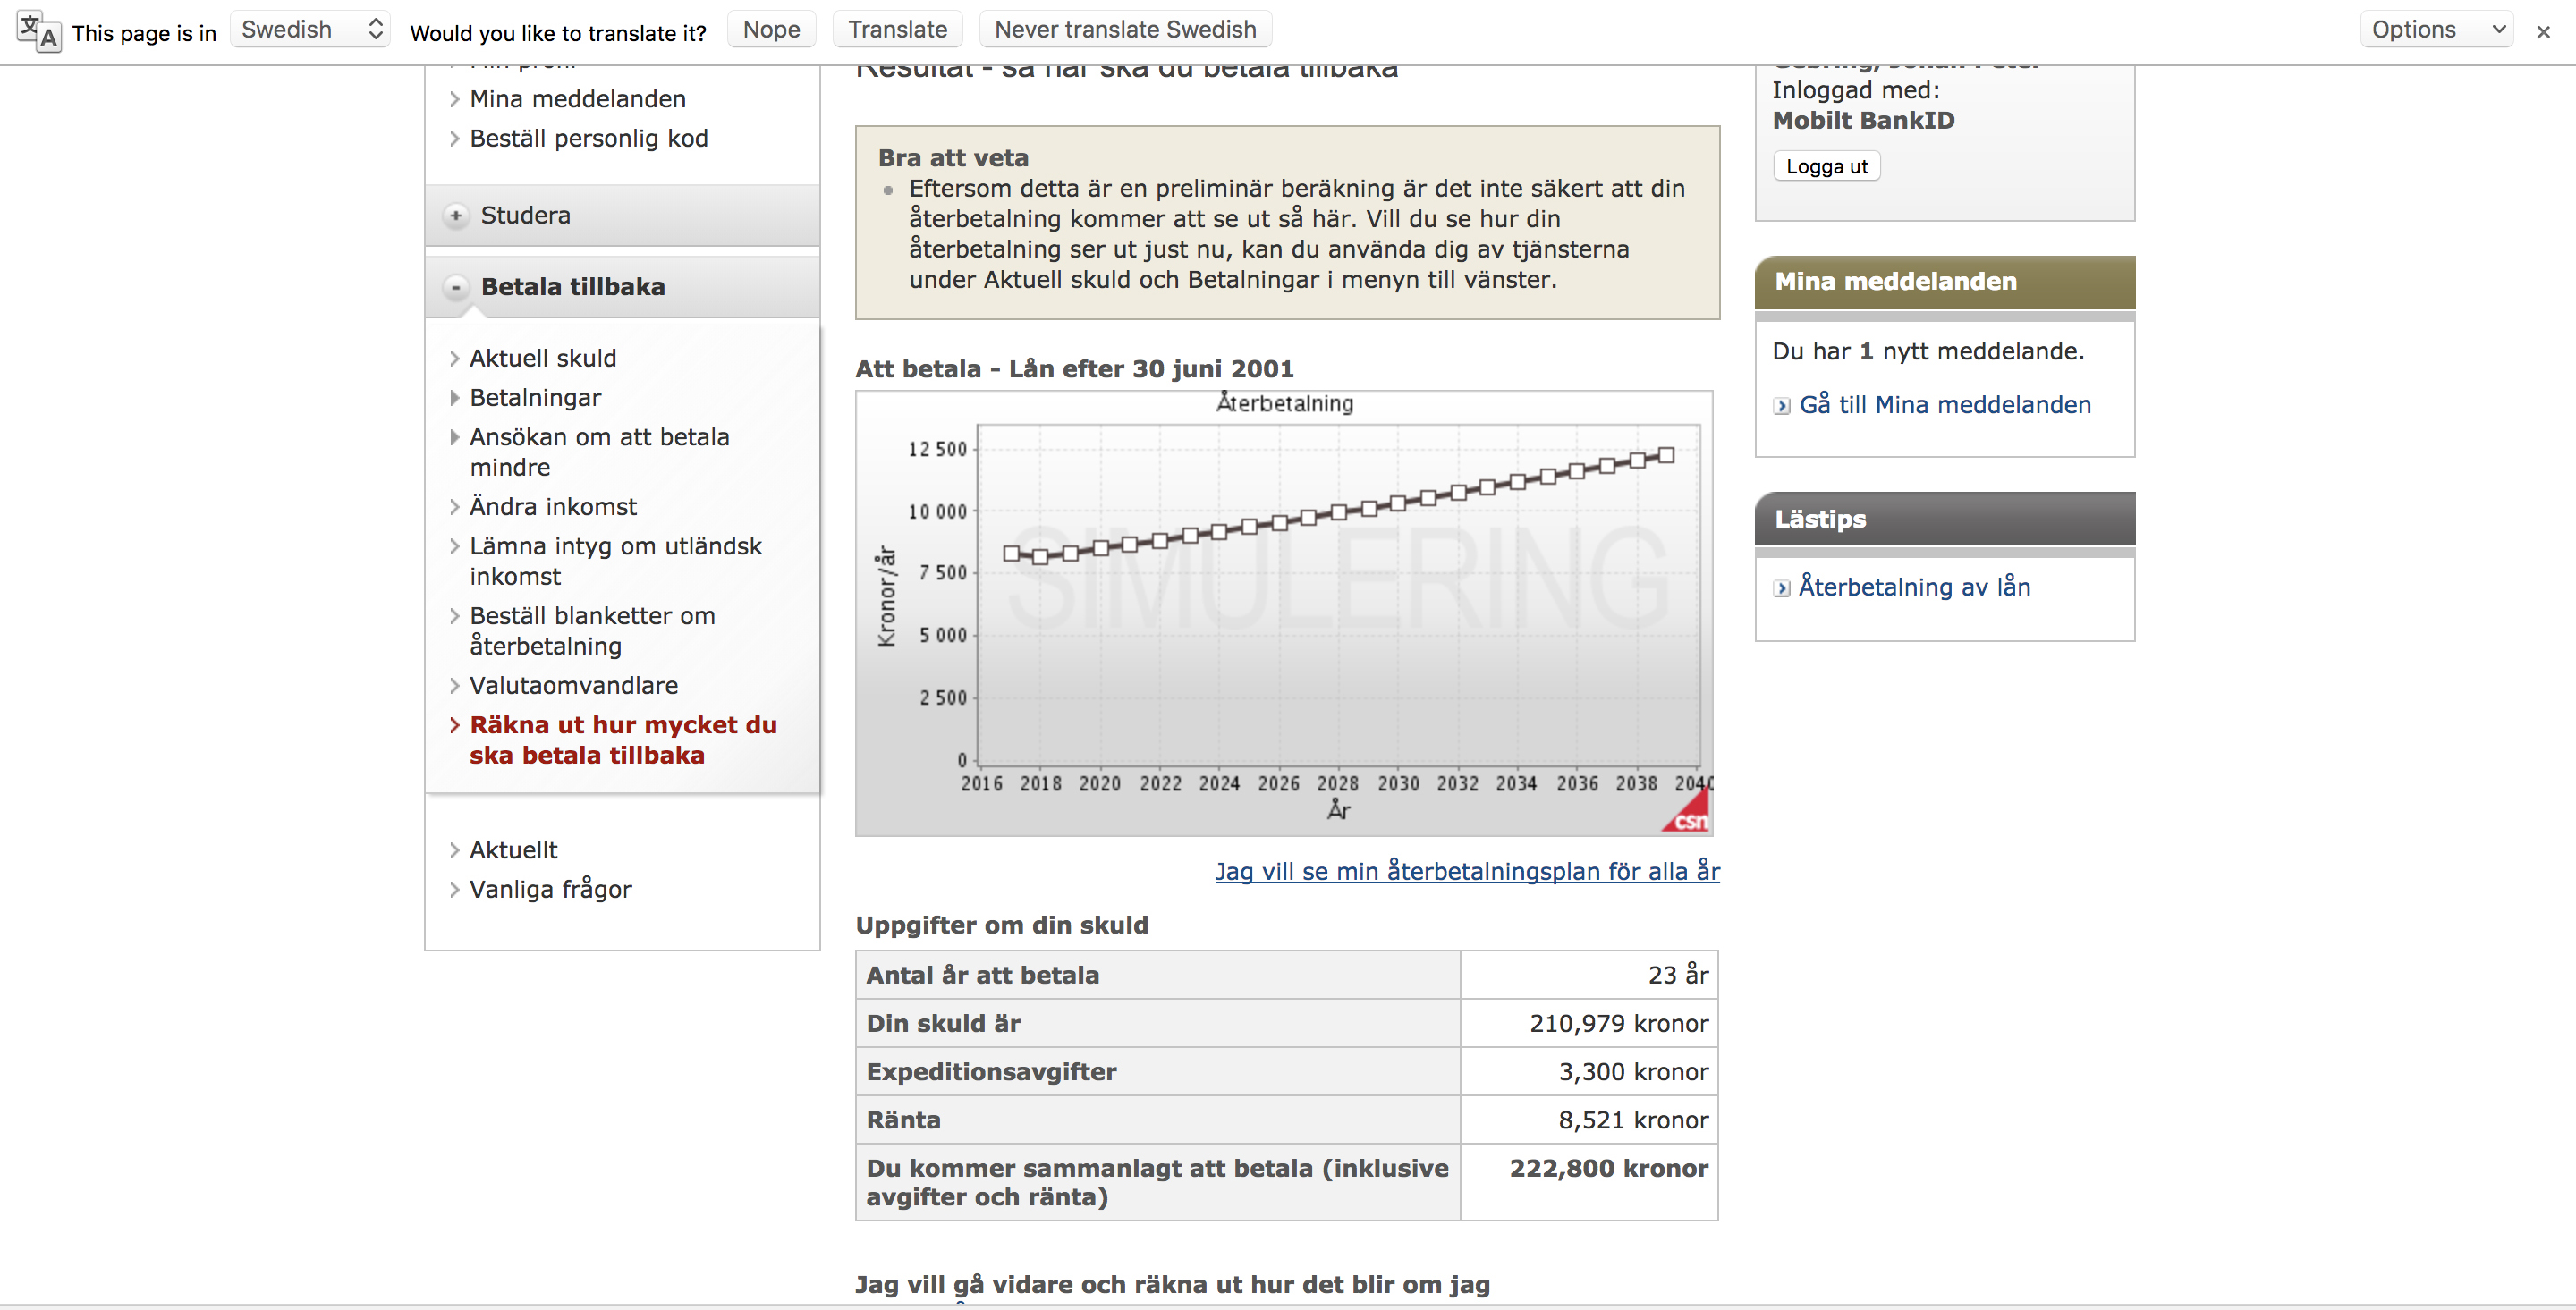 This page is in Swedish Would you like to translate it? Nope Translate Never translate Swedish Options
Mina meddelanden
Beställ personlig kod
Studera
Betala tillbaka
Aktuell skuld
Betalningar
Ansökan om att betala
mindre
Ändra inkomst
Lämna intyg om utländsk
inkomst
Beställ blanketter om
återbetalning
Valutaomvandlare
Räkna ut hur mycket du
ska betala tillbaka
Aktuellt
Vanliga frågor
Resultat - så här ska du betala tillbaka
Bra att veta
Eftersom detta är en preliminär beräkning är det inte säkert att din
återbetalning kommer att se ut så här. Vill du se hur din
återbetalning ser ut just nu, kan du använda dig av tjänsterna
under Aktuell skuld och Betalningar i menyn till vänster.
Att betala - Lån efter 30 juni 2001
Återbetalning
12 500
10 000
7 500
5 000
2 500
0
Kronor/år
SIMULERING
2016 2018 2020 2022 2024 2026 2028 2030 2032 2034 2036 2038 2040
År
csn
Jag vill se min återbetalningsplan för alla år
Uppgifter om din skuld
Antal år att betala 23 år
Din skuld är 210,979 kronor
Expeditionsavgifter 3,300 kronor
Ränta 8,521 kronor
Du kommer sammanlagt att betala (inklusive 222,800 kronor
avgifter och ränta)
Jag vill gå vidare och räkna ut hur det blir om jag
Inloggad med:
Mobilt BankID
Logga ut
Mina meddelanden
Du har 1 nytt meddelande.
Gå till Mina meddelanden
Lästips
Återbetalning av lån